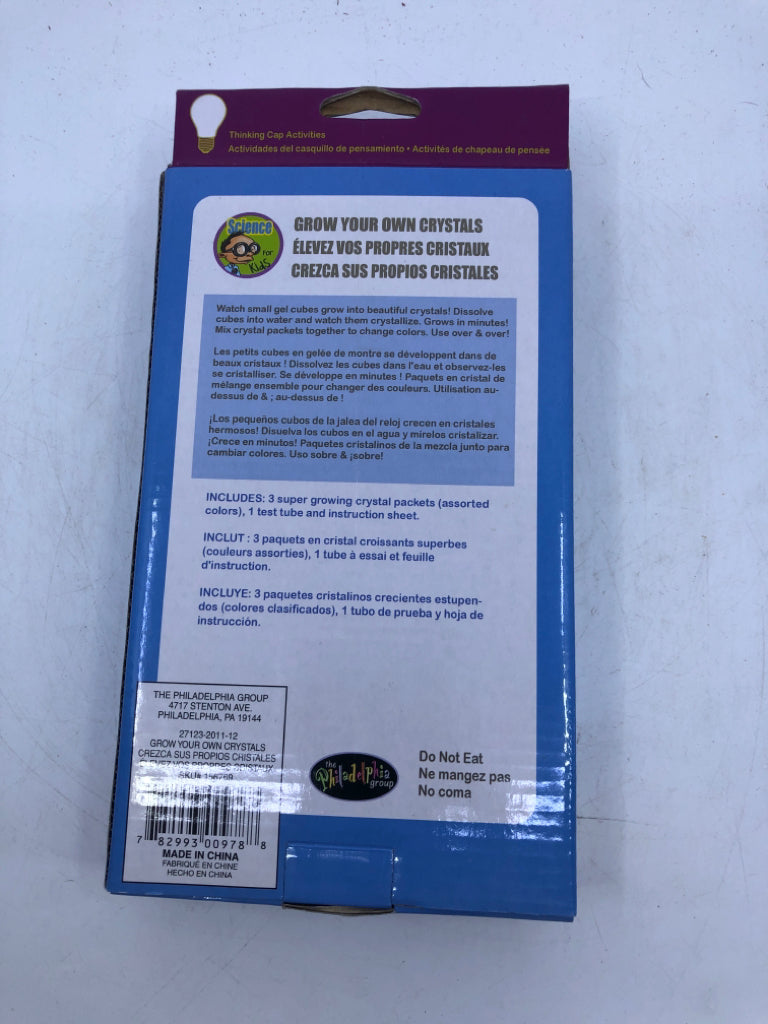 Thinking Cap Activities
Actividades del casquillo de pensamiento • Activités de chapeau de pensée
Science
FOR
KidS
GROW YOUR OWN CRYSTALS
ÉLEVEZ VOS PROPRES CRISTAUX
CREZCA SUS PROPIOS CRISTALES
Watch small gel cubes grow into beautiful crystals! Dissolve
cubes into water and watch them crystallize. Grows in minutes!
Mix crystal packets together to change colors. Use over & over!
Les petits cubes en gelée de montre se développent dans de
beaux cristaux ! Dissolvez les cubes dans l'eau et observez-les
se cristalliser. Se développe en minutes ! Paquets en cristal de
mélange ensemble pour changer des couleurs. Utilisation au-
dessus de & ; au-dessus de !
¡Los pequeños cubos de la jalea del reloj crecen en cristales
hermosos! Disuelva los cubos en el agua y mírelos cristalizar.
¡Crece en minutos! Paquetes cristalinos de la mezcla junto para
cambiar colores. Uso sobre & ¡sobre!
INCLUDES: 3 super growing crystal packets (assorted
colors), 1 test tube and instruction sheet.
INCLUT : 3 paquets en cristal croissants superbes
(couleurs assorties), 1 tube à essai et feuille
d'instruction.
INCLUYE: 3 paquetes cristalinos crecientes estupen-
dos (colores clasificados), 1 tubo de prueba y hoja de
instrucción.
THE PHILADELPHIA GROUP
4717 STENTON AVE.
PHILADELPHIA, PA 19144
27123-2011-12
GROW YOUR OWN CRYSTALS
CREZCA SUS PROPIOS CRISTALES
ÉLEVEZ VOS PROPRES CRISTAUX
SKU#
7 82993 00978 8
MADE IN CHINA
FABRIQUÉ EN CHINE
HECHO EN CHINA
the
Philadelphia
group
Do Not Eat
Ne mangez pas
No coma